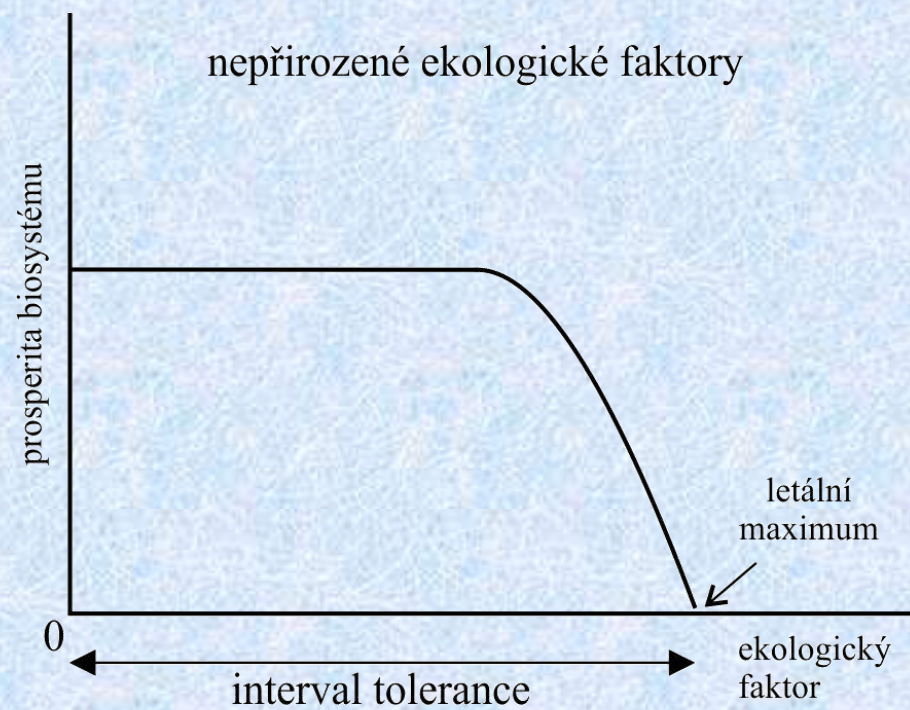 nepřirozené ekologické faktory
prosperita biosystému
letální
maximum
0
ekologický
faktor
interval tolerance